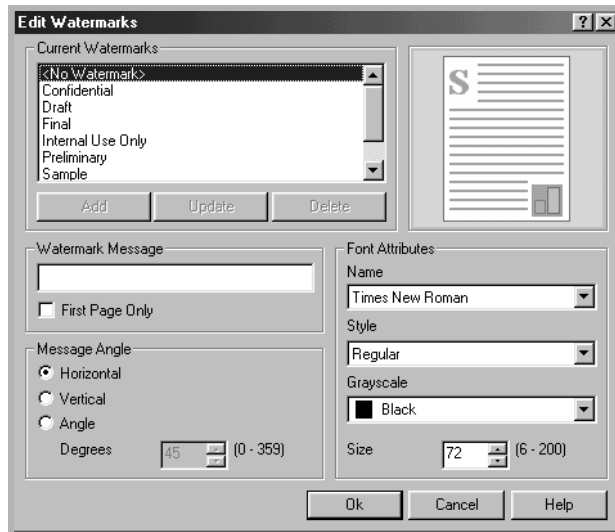 Edit Watermarks
Current Watermarks
<No Watermark>
Confidential
Draft
Final
Internal Use Only
Preliminary
Sample
Add Update Delete
S
Watermark Message
First Page Only
Message Angle
Horizontal
Vertical
Angle
Degrees 45 (0 - 359)
Font Attributes
Name
Times New Roman
Style
Regular
Grayscale
Black
Size 72 (6 - 200)
Ok Cancel Help